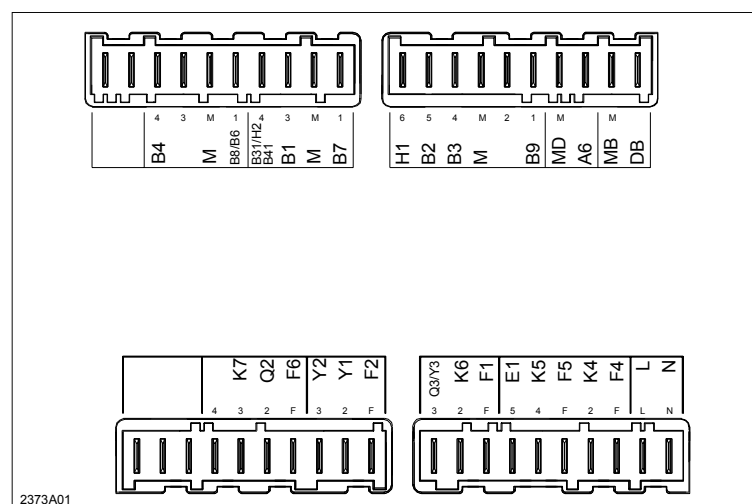 4 3 M 1 4 3 M 1
B4 M B8/B6 B31/H2 B41 B1 M B7
6 5 4 M 2 1 M M
H1 B2 B3 M B9 MD A6 MB DB
K7 Q2 F6 Y2 Y1 F2
4 3 2 F 3 2 F
Q3/Y3 K6 F1 E1 K5 F5 K4 F4 L N
3 2 F 5 4 F 2 F L N
2373A01